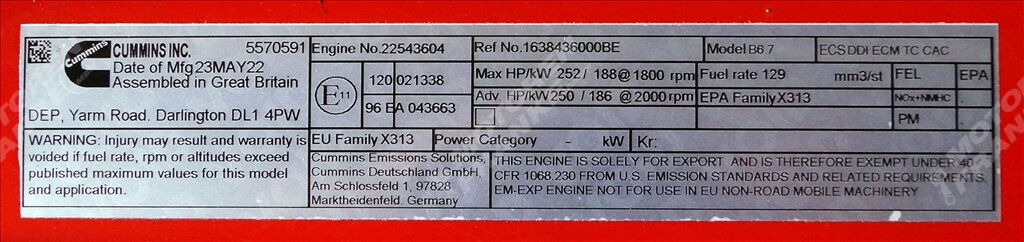 Cummins
CUMMINS INC. 5570591
Date of Mfg23MAY22
Assembled in Great Britain
DEP, Yarm Road. Darlington DL1 4PW
WARNING: Injury may result and warranty is
voided if fuel rate, rpm or altitudes exceed
published maximum values for this model
and application.
Engine No.22543604
E11
120 021338
96 EA 043663
Ref No.1638436000BE
Model B6 7
ECS DDI ECM TC CAC
Max HP/kW 252 / 188 @ 1800 rpm
Fuel rate 129 mm3/st
FEL
EPA
Adv. HP/kW 250 / 186 @ 2000 rpm
EPA Family X313
NOx+NMHC
PM
EU Family X313
Power Category - kW
Kr:
Cummins Emissions Solutions,
Cummins Deutschland GmbH,
Am Schlossfeld 1, 97828
Marktheidenfeld. Germany
THIS ENGINE IS SOLELY FOR EXPORT AND IS THEREFORE EXEMPT UNDER 40
CFR 1068.230 FROM U.S. EMISSION STANDARDS AND RELATED REQUIREMENTS.
EM-EXP ENGINE NOT FOR USE IN EU NON-ROAD MOBILE MACHINERY